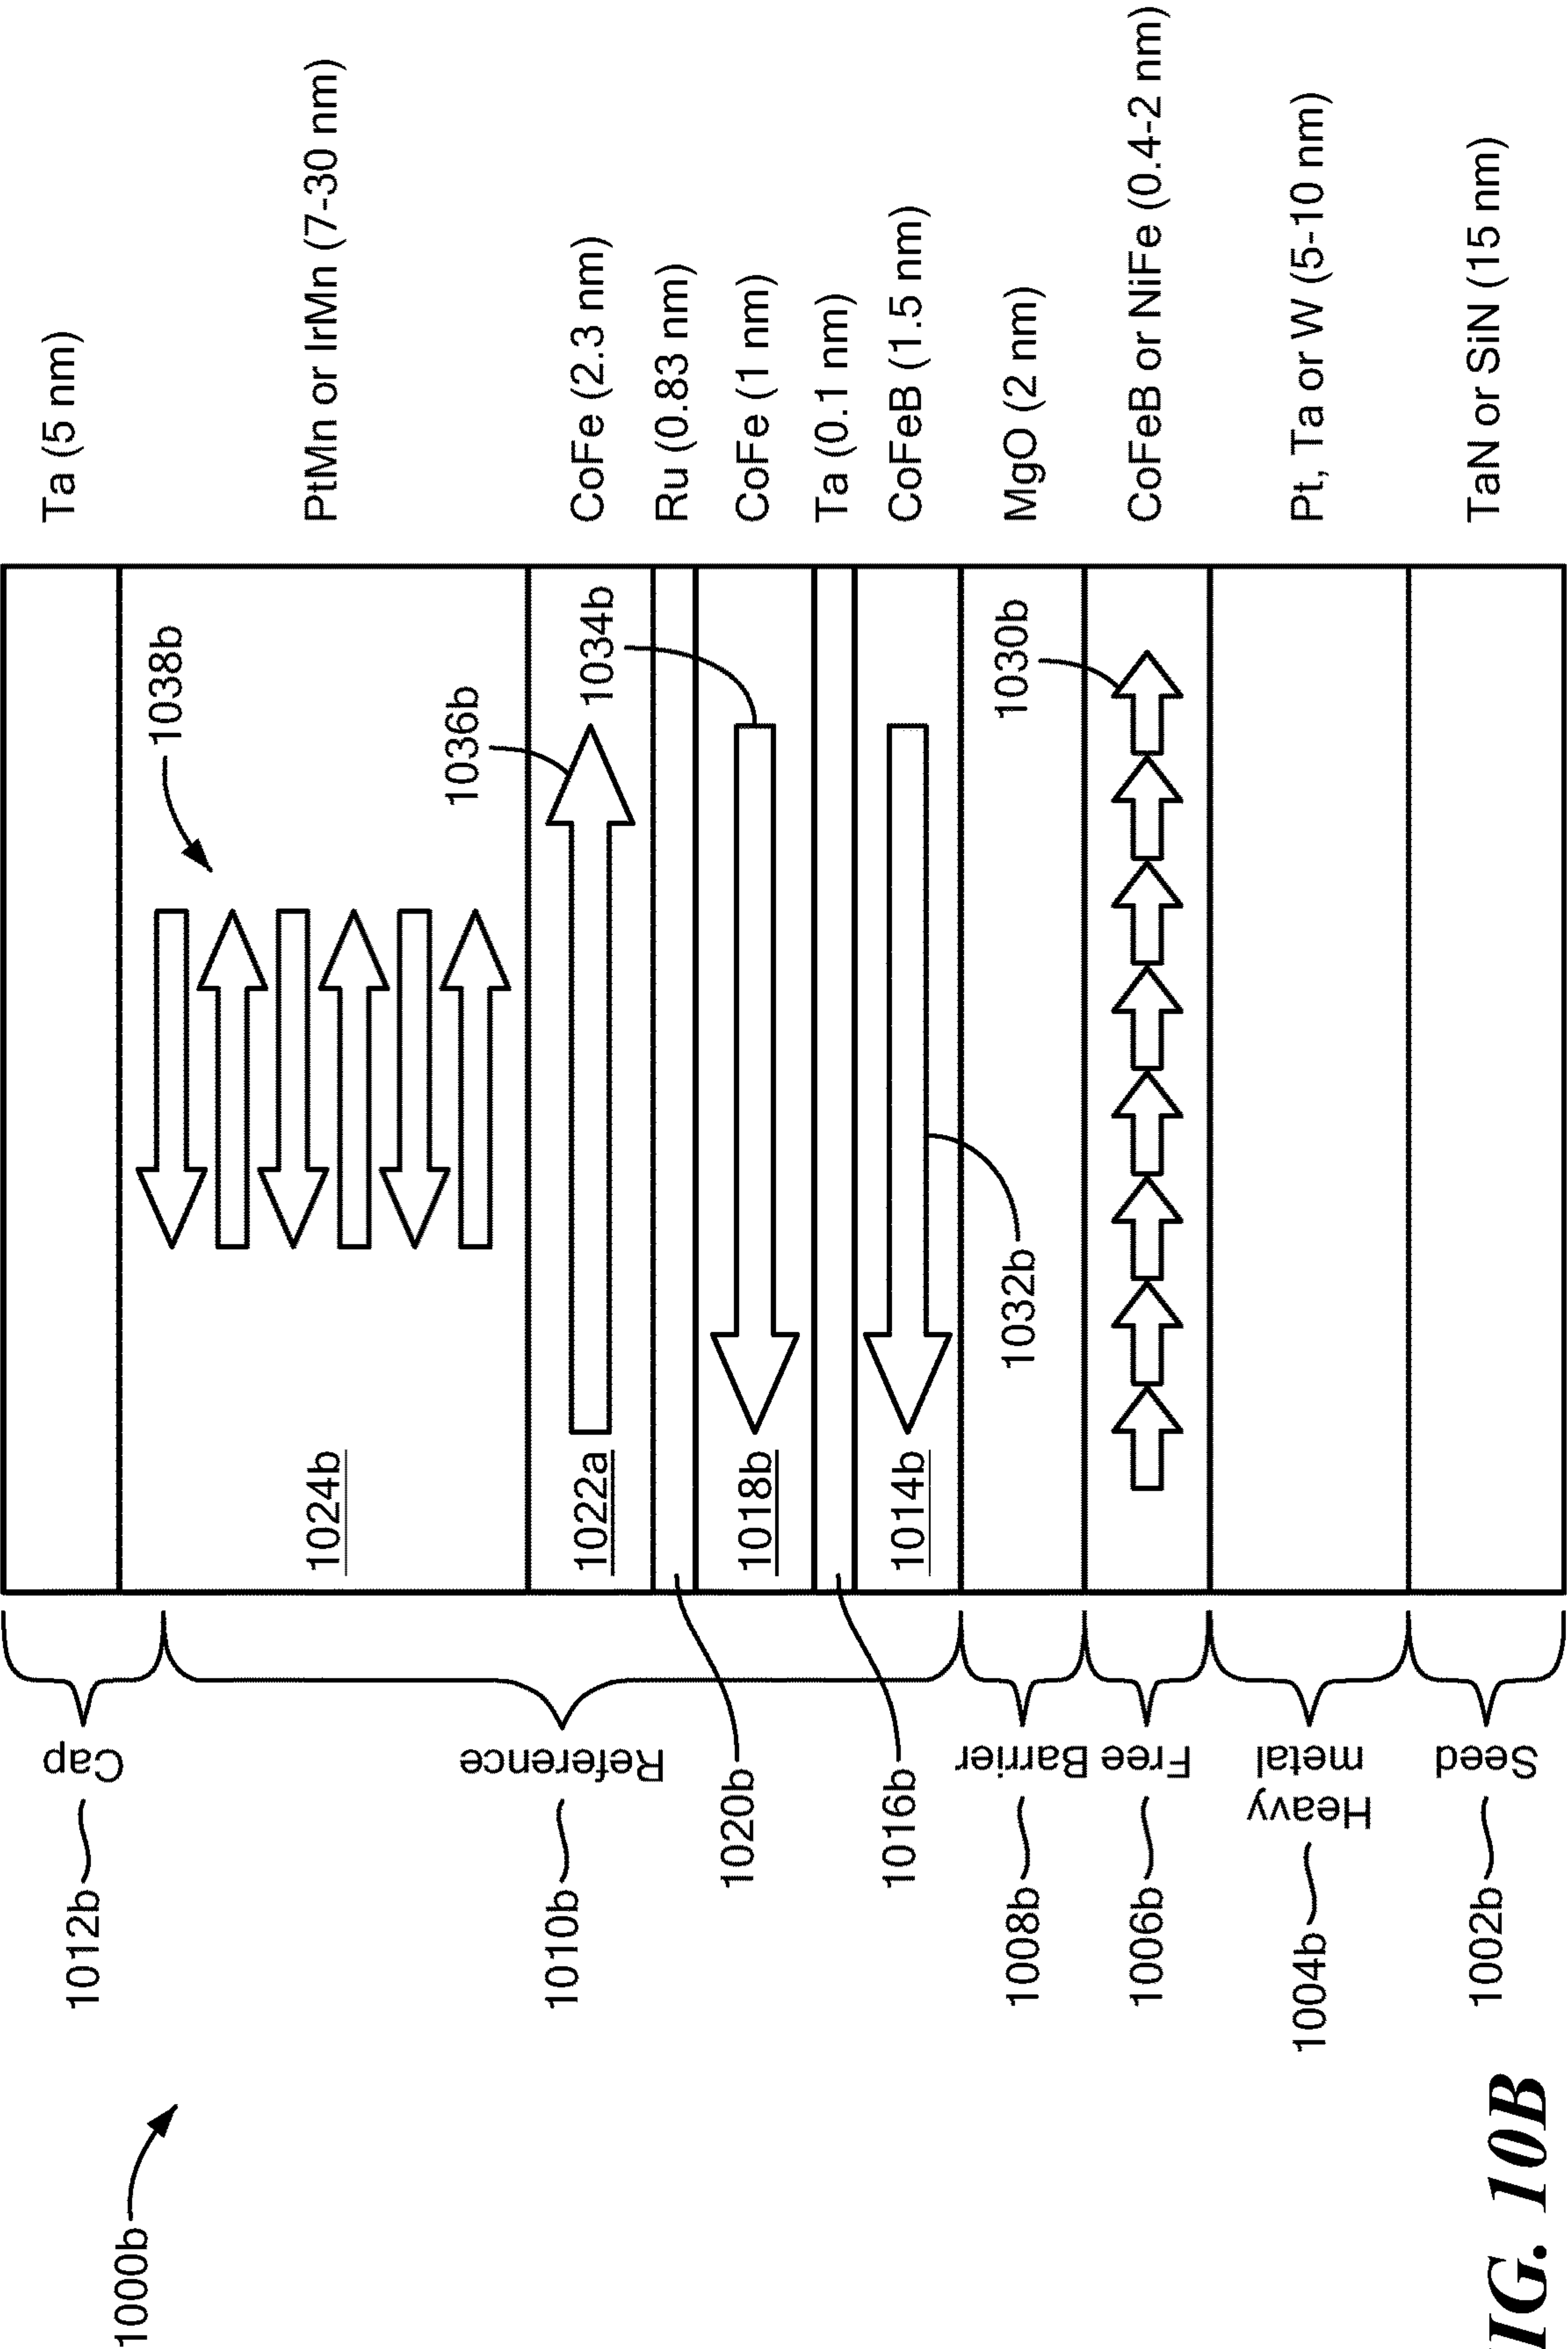 1000b
1012b
Cap
Ta (5 nm)
1038b
1024b
PtMn or IrMn (7-30 nm)
1036b
1010b
Reference
1022a
1034b
CoFe (2.3 nm)
Ru (0.83 nm)
1020b
1018b
CoFe (1 nm)
Ta (0.1 nm)
1016b
1014b
CoFeB (1.5 nm)
1008b
Barrier
1032b
1030b
MgO (2 nm)
1006b
Free
CoFeB or NiFe (0.4-2 nm)
1004b
Heavy
metal
Pt, Ta or W (5-10 nm)
1002b
Seed
TaN or SiN (15 nm)
IG. 10B